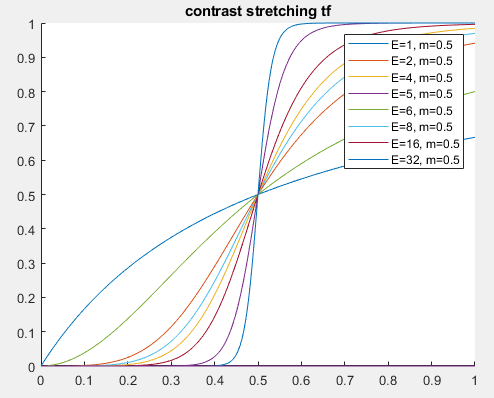 contrast stretching tf
1
0.9
0.8
0.7
0.6
0.5
0.4
0.3
0.2
0.1
0
E=1, m=0.5
E=2, m=0.5
E=4, m=0.5
E=5, m=0.5
E=6, m=0.5
E=8, m=0.5
E=16, m=0.5
E=32, m=0.5
0 0.1 0.2 0.3 0.4 0.5 0.6 0.7 0.8 0.9 1